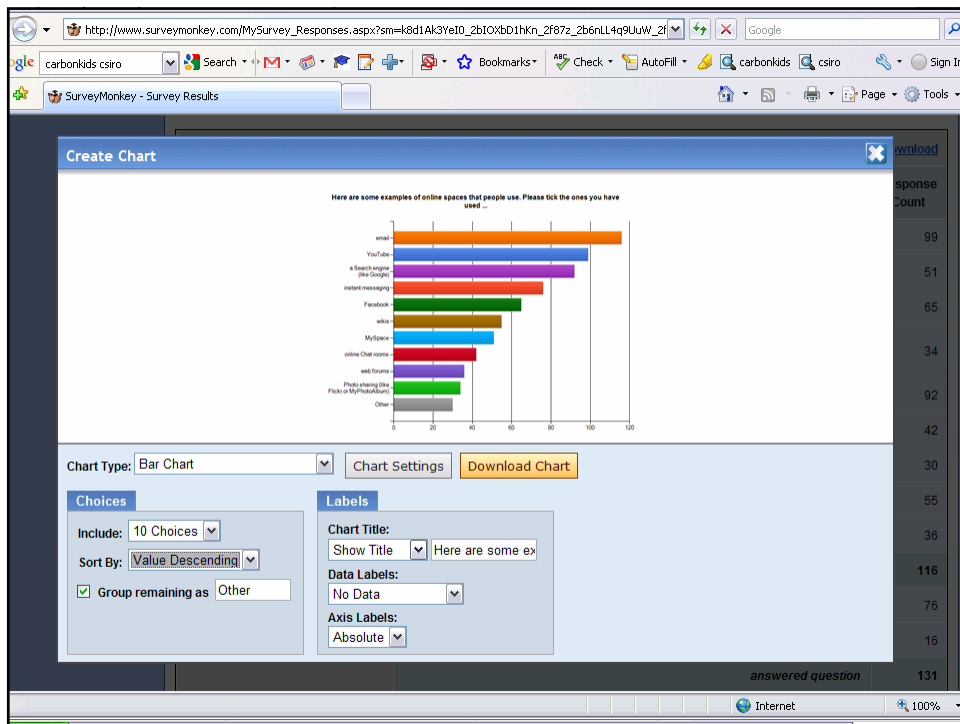 http://www.surveymonkey.com/MySurvey_Responses.aspx?sm=k8d1Ak3YeI0_2bIOXbD1hKn_2f87z_2b6nLL4q9UuW_2f
Google
ogle carbonkids csiro Search Bookmarks ABC Check AutoFill carbonkids csiro Sign In
SurveyMonkey - Survey Results
Page Tools
Create Chart
wnload
sponse
Count
Here are some examples of online spaces that people use. Please tick the ones you have
used ...
email
YouTube
a Search engine
(like Google)
instant messaging
Facebook
wikis
MySpace
online Chat rooms
web forums
Photo sharing (like
Flickr or MyPhotoAlbum)
Other
0 20 40 60 80 100 120
99
51
65
34
92
42
30
55
36
116
76
16
Chart Type: Bar Chart
Chart Settings
Download Chart
Choices
Include: 10 Choices
Sort By: Value Descending
Group remaining as Other
Labels
Chart Title:
Show Title Here are some ex
Data Labels:
No Data
Axis Labels:
Absolute
answered question 131
Internet 100%